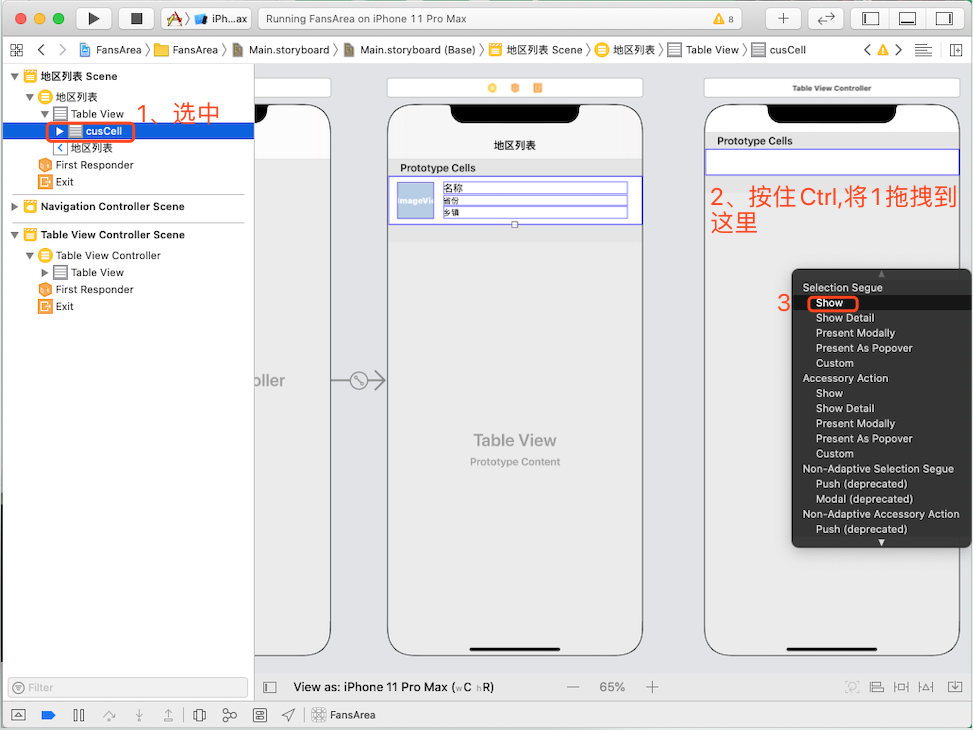 iPh...ax
Running FansArea on iPhone 11 Pro Max
8
FansArea
FansArea
Main.storyboard
Main.storyboard (Base)
地区列表 Scene
地区列表
Table View
cusCell
地区列表 Scene
地区列表
Table View
1、选中
cusCell
地区列表
First Responder
Exit
Navigation Controller Scene
Table View Controller Scene
Table View Controller
Table View
First Responder
Exit
oller
地区列表
Prototype Cells
名称
省份
乡镇
Table View
Prototype Content
Table View Controller
Prototype Cells
2、按住Ctrl,将1拖拽到
这里
3
Selection Segue
Show
Show Detail
Present Modally
Present As Popover
Custom
Accessory Action
Show
Show Detail
Present Modally
Present As Popover
Custom
Non-Adaptive Selection Segue
Push (deprecated)
Modal (deprecated)
Non-Adaptive Accessory Action
Push (deprecated)
Filter
View as: iPhone 11 Pro Max (wC hR)
65%
FansArea